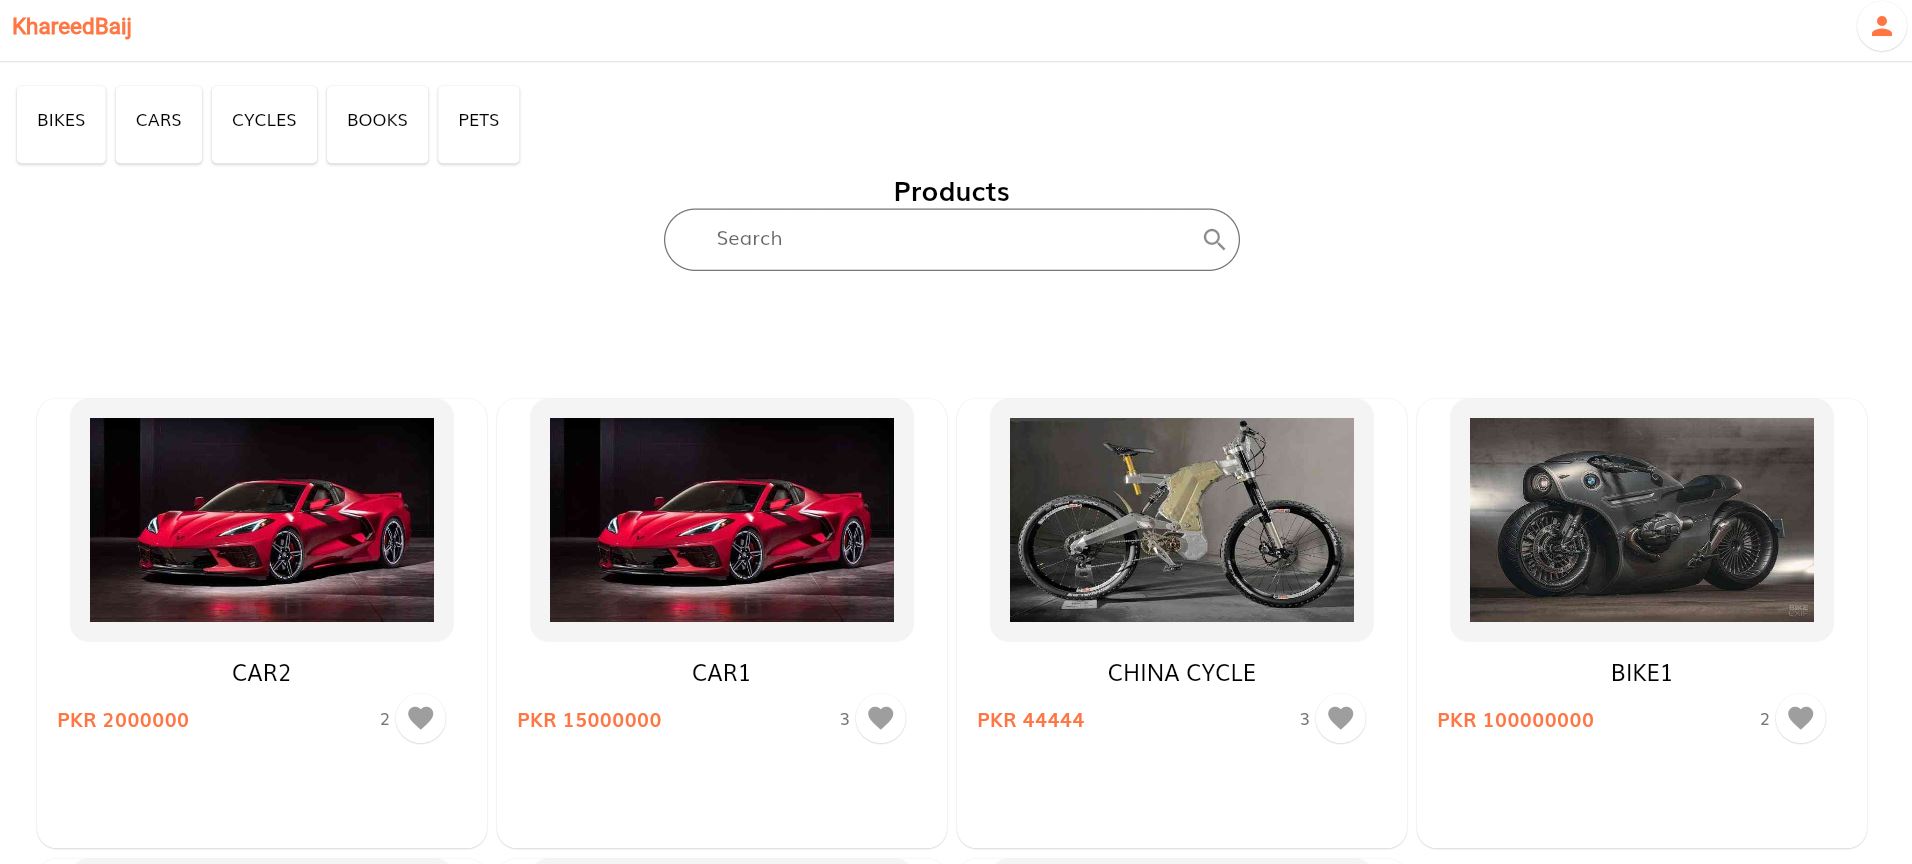 KhareedBaij
BIKES CARS CYCLES BOOKS PETS
Products
Search
CAR2 CAR1 CHINA CYCLE BIKE1
PKR 2000000 2 PKR 15000000 3 PKR 44444 3 PKR 100000000 2